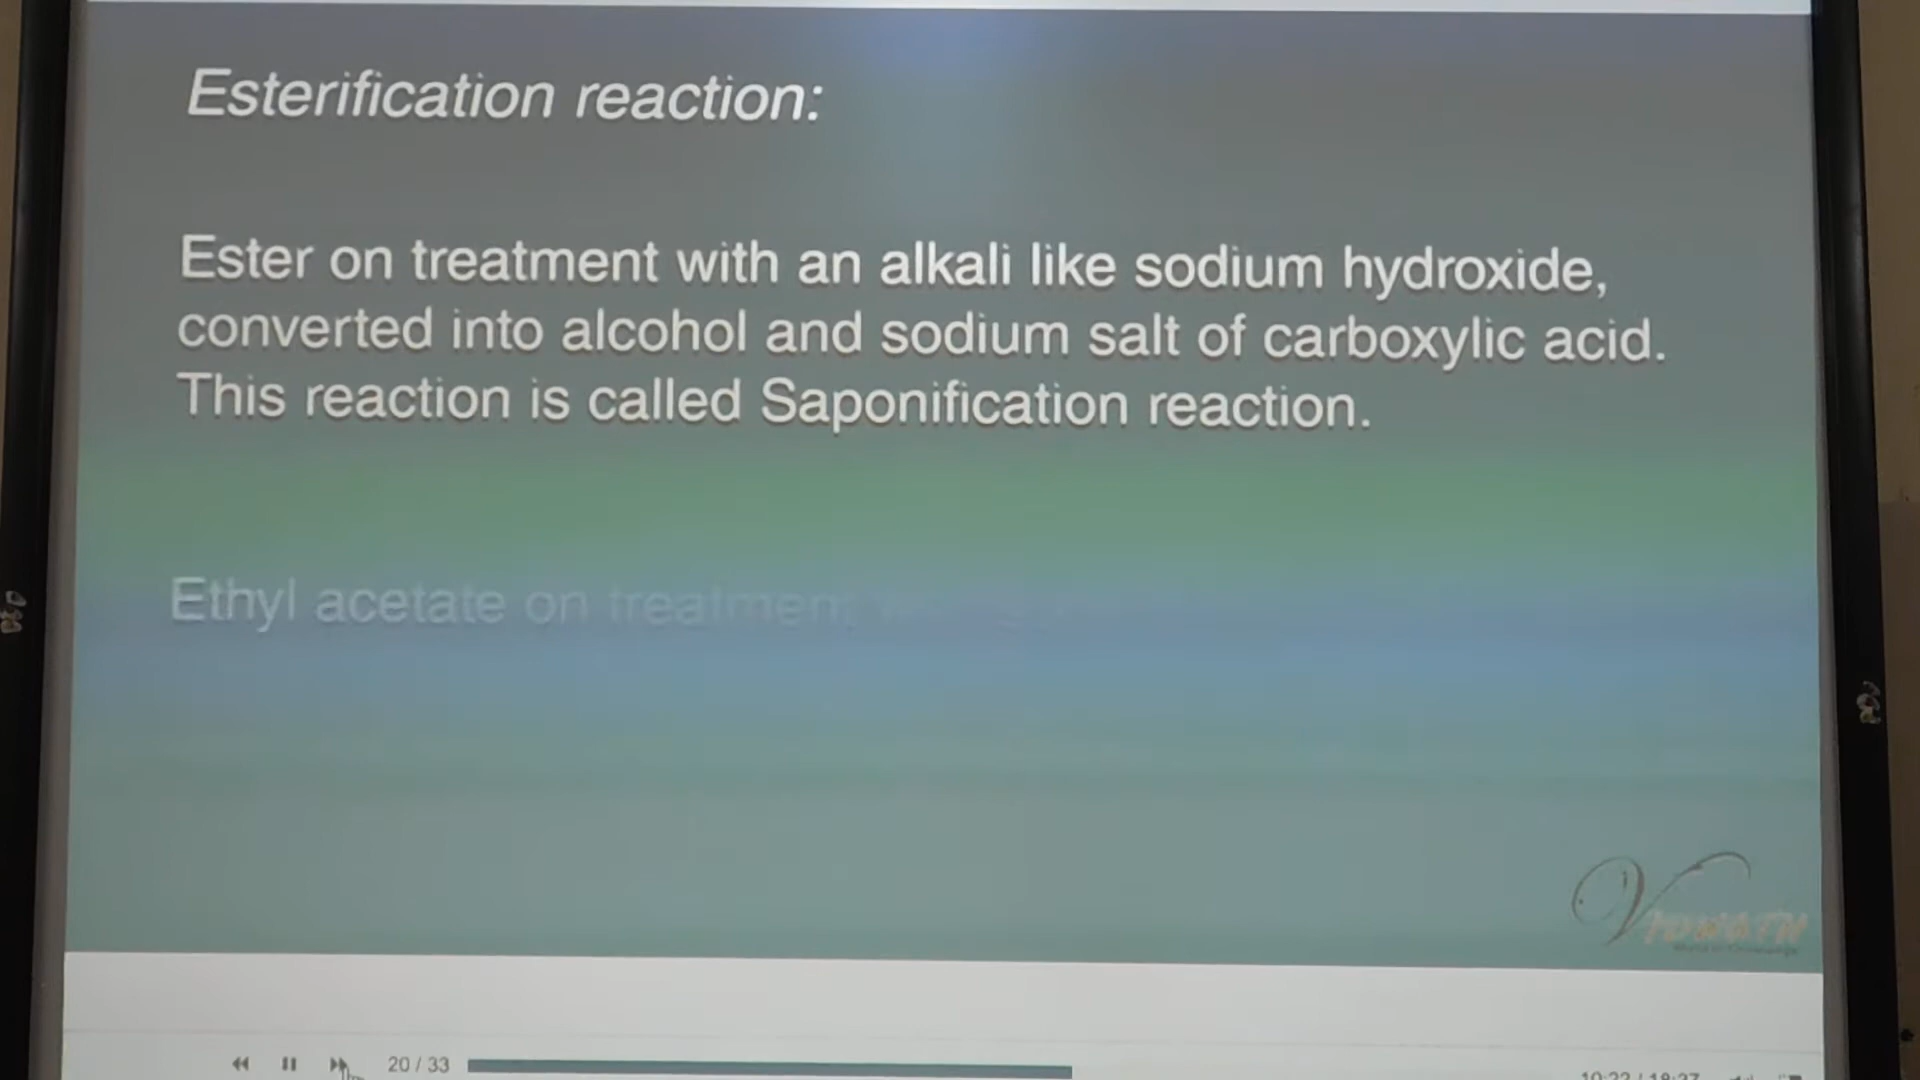 Esterification reaction:
Ester on treatment with an alkali like sodium hydroxide,
converted into alcohol and sodium salt of carboxylic acid.
This reaction is called Saponification reaction.
Ethyl acetate on treatment
20 / 33